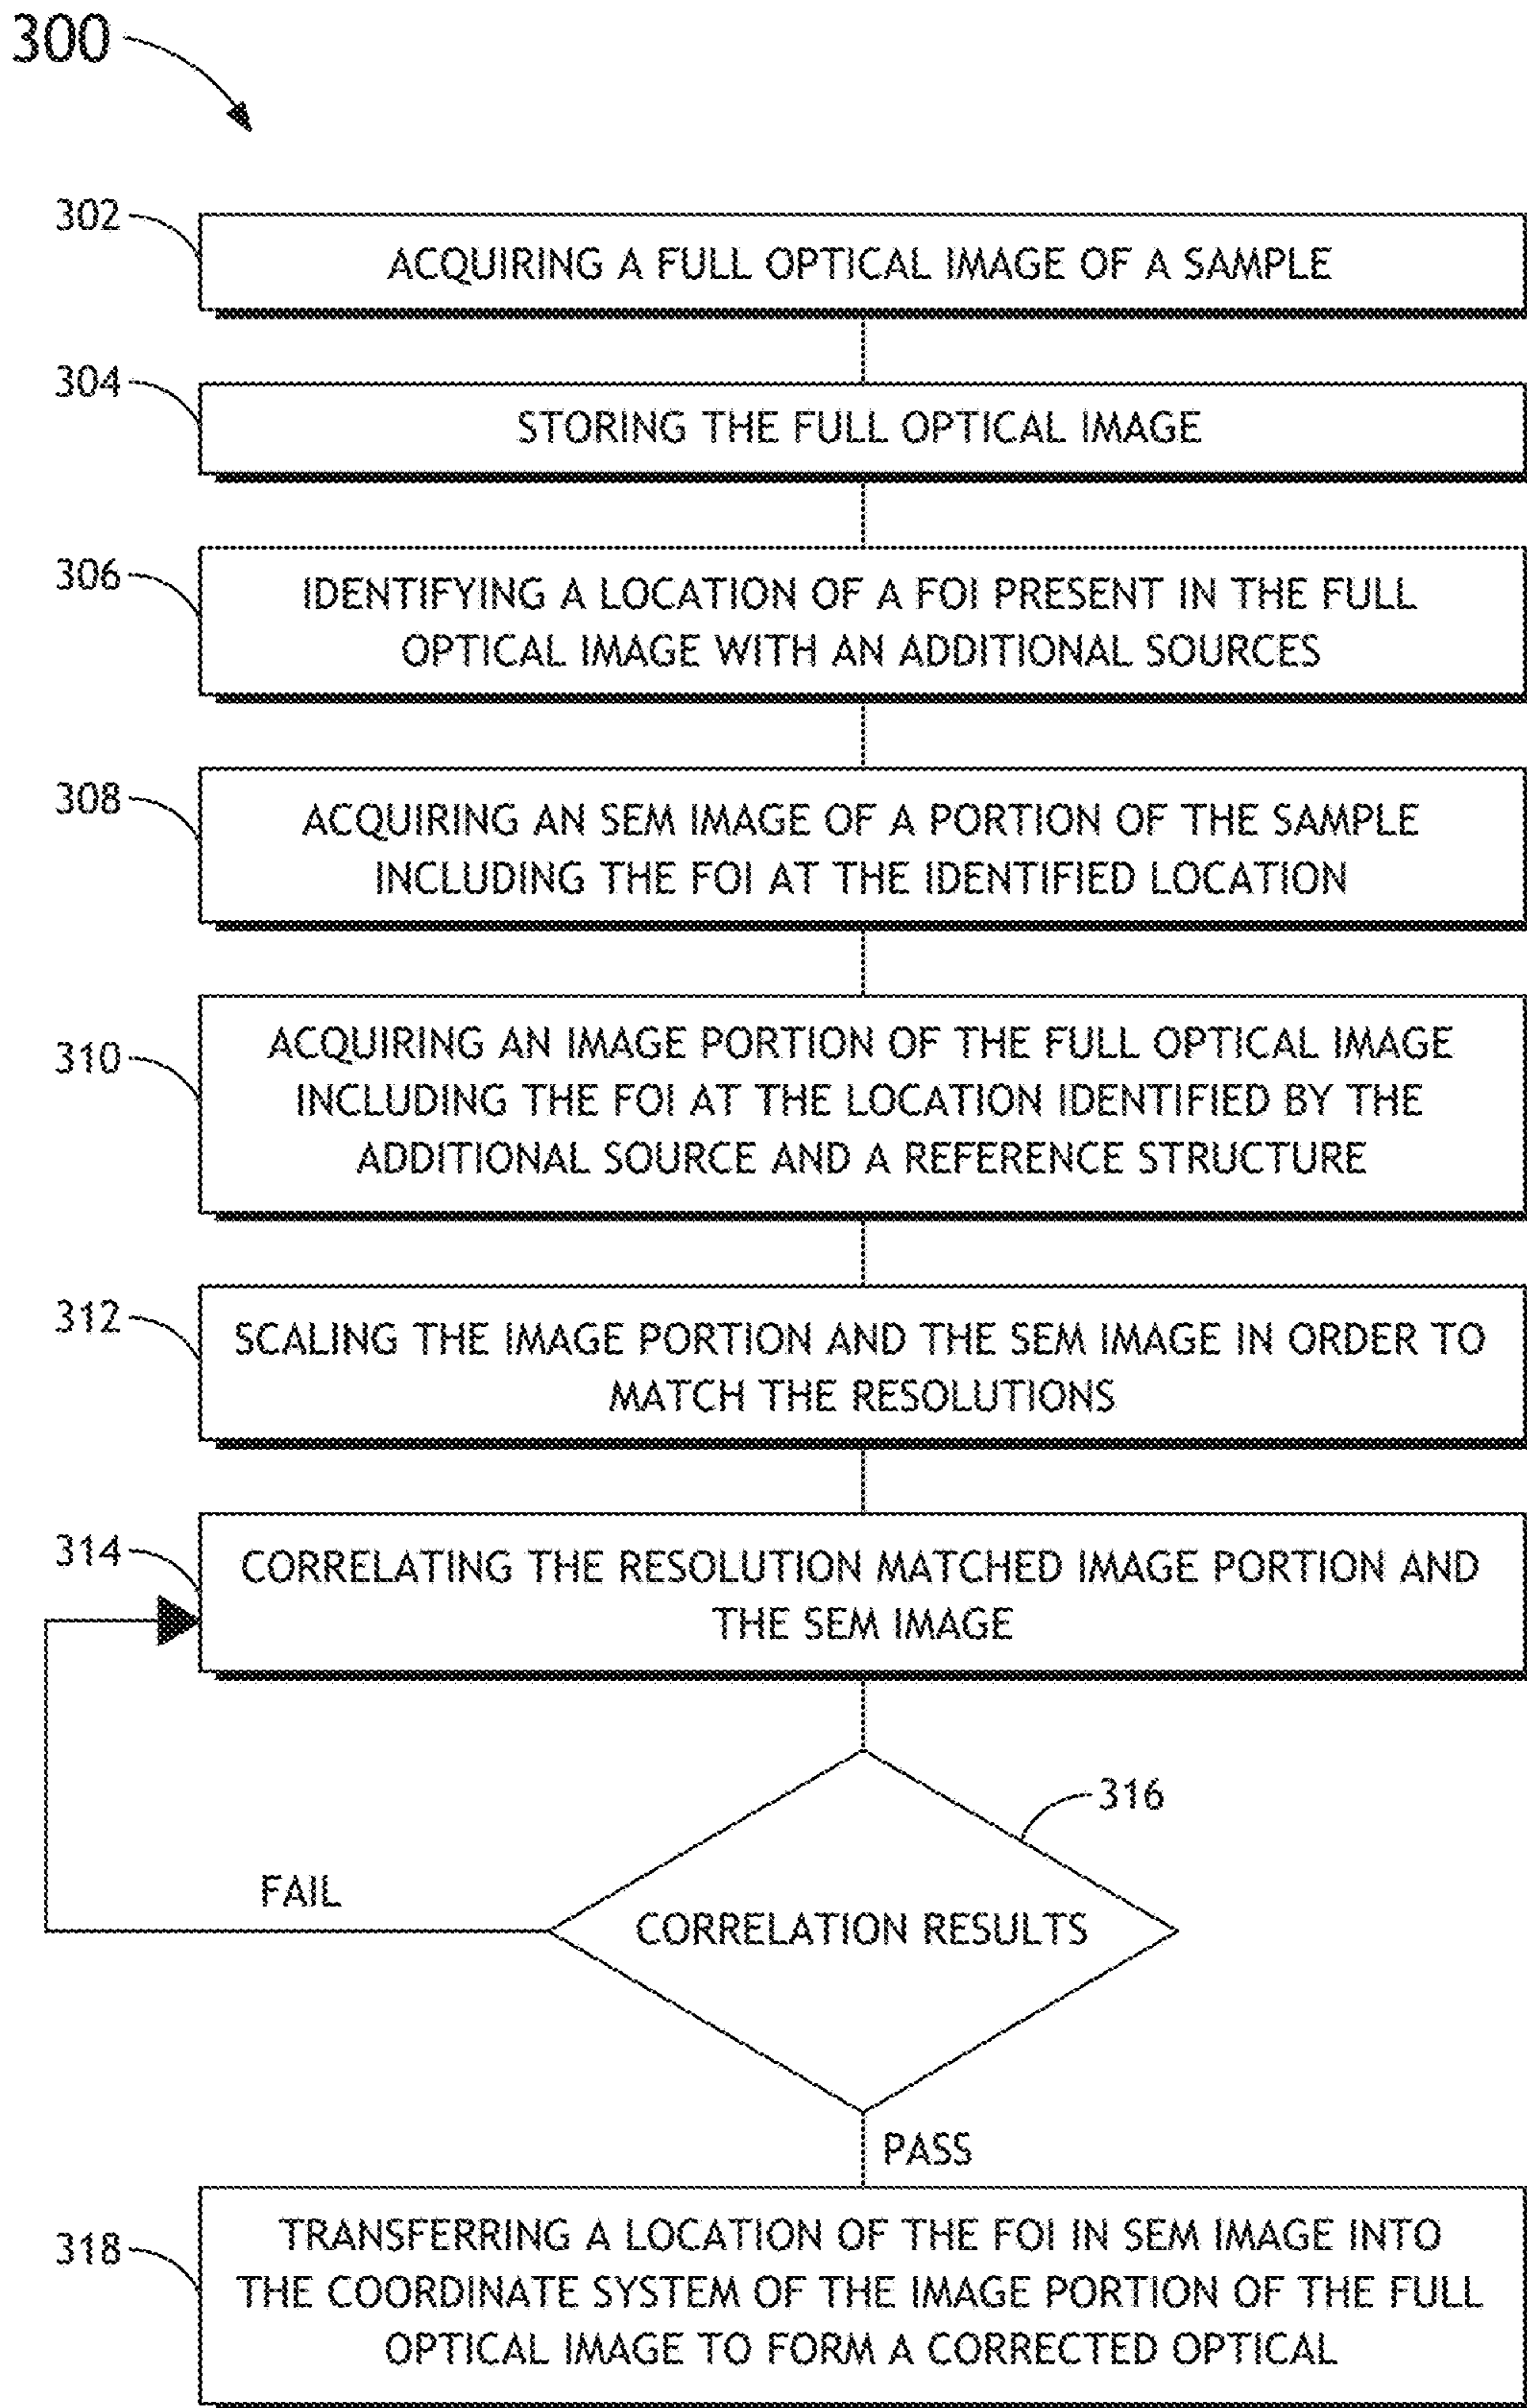 300
302
ACQUIRING A FULL OPTICAL IMAGE OF A SAMPLE
304
STORING THE FULL OPTICAL IMAGE
306
IDENTIFYING A LOCATION OF A FOI PRESENT IN THE FULL
OPTICAL IMAGE WITH AN ADDITIONAL SOURCES
308
ACQUIRING AN SEM IMAGE OF A PORTION OF THE SAMPLE
INCLUDING THE FOI AT THE IDENTIFIED LOCATION
310
ACQUIRING AN IMAGE PORTION OF THE FULL OPTICAL IMAGE
INCLUDING THE FOI AT THE LOCATION IDENTIFIED BY THE
ADDITIONAL SOURCE AND A REFERENCE STRUCTURE
312
SCALING THE IMAGE PORTION AND THE SEM IMAGE IN ORDER TO
MATCH THE RESOLUTIONS
314
CORRELATING THE RESOLUTION MATCHED IMAGE PORTION AND
THE SEM IMAGE
316
FAIL
CORRELATION RESULTS
PASS
318
TRANSFERRING A LOCATION OF THE FOI IN SEM IMAGE INTO
THE COORDINATE SYSTEM OF THE IMAGE PORTION OF THE FULL
OPTICAL IMAGE TO FORM A CORRECTED OPTICAL